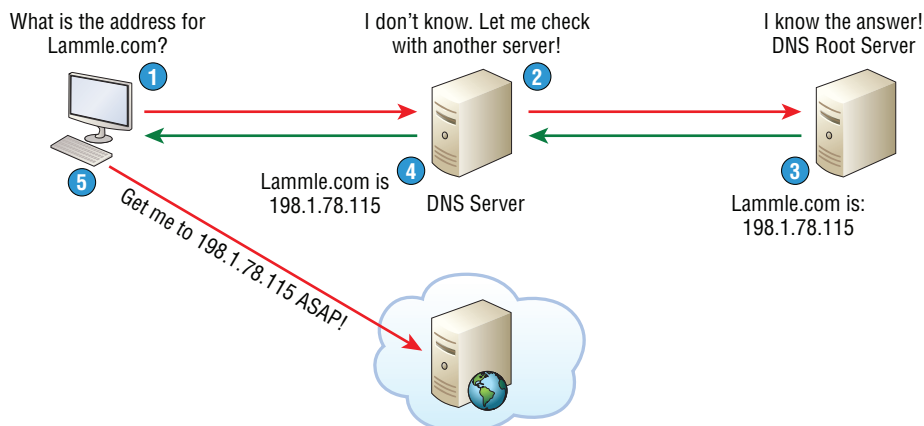 What is the address for
Lammle.com?
1
I don't know. Let me check
with another server!
2
I know the answer!
DNS Root Server
3
Lammle.com is:
198.1.78.115
4
Lammle.com is
198.1.78.115
DNS Server
5
Get me to 198.1.78.115 ASAP!